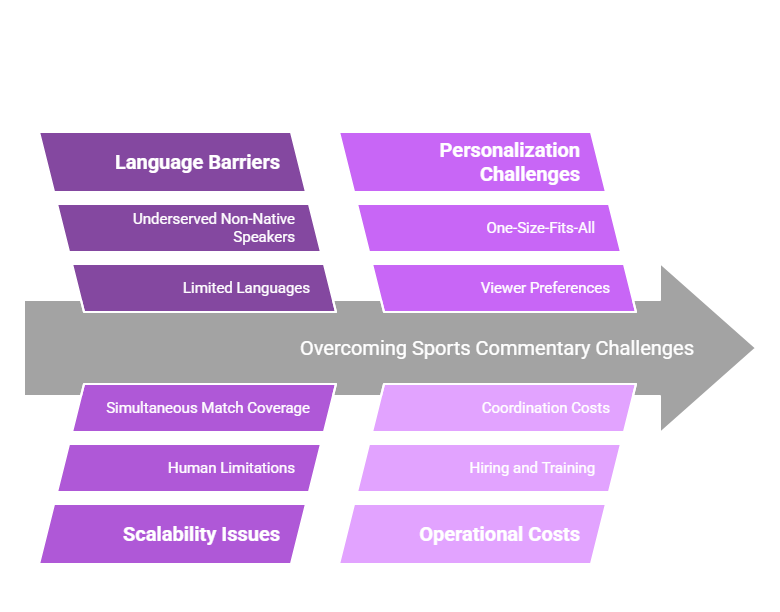 Language Barriers
Underserved Non-Native
Speakers
Limited Languages
Personalization
Challenges
One-Size-Fits-All
Viewer Preferences
Overcoming Sports Commentary Challenges
Simultaneous Match Coverage
Human Limitations
Scalability Issues
Coordination Costs
Hiring and Training
Operational Costs